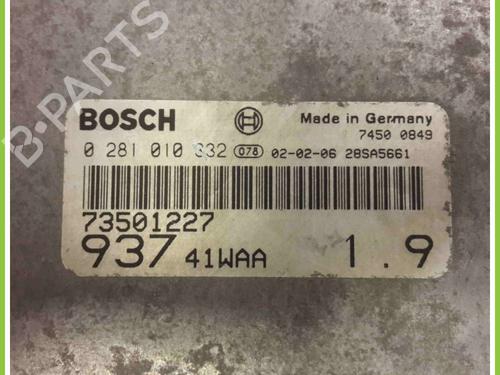 B-PARTS
BOSCH Made in Germany
7450 0849
0 281 010 332 078 02-02-06 28SA5661
73501227
937 41WAA 1.9